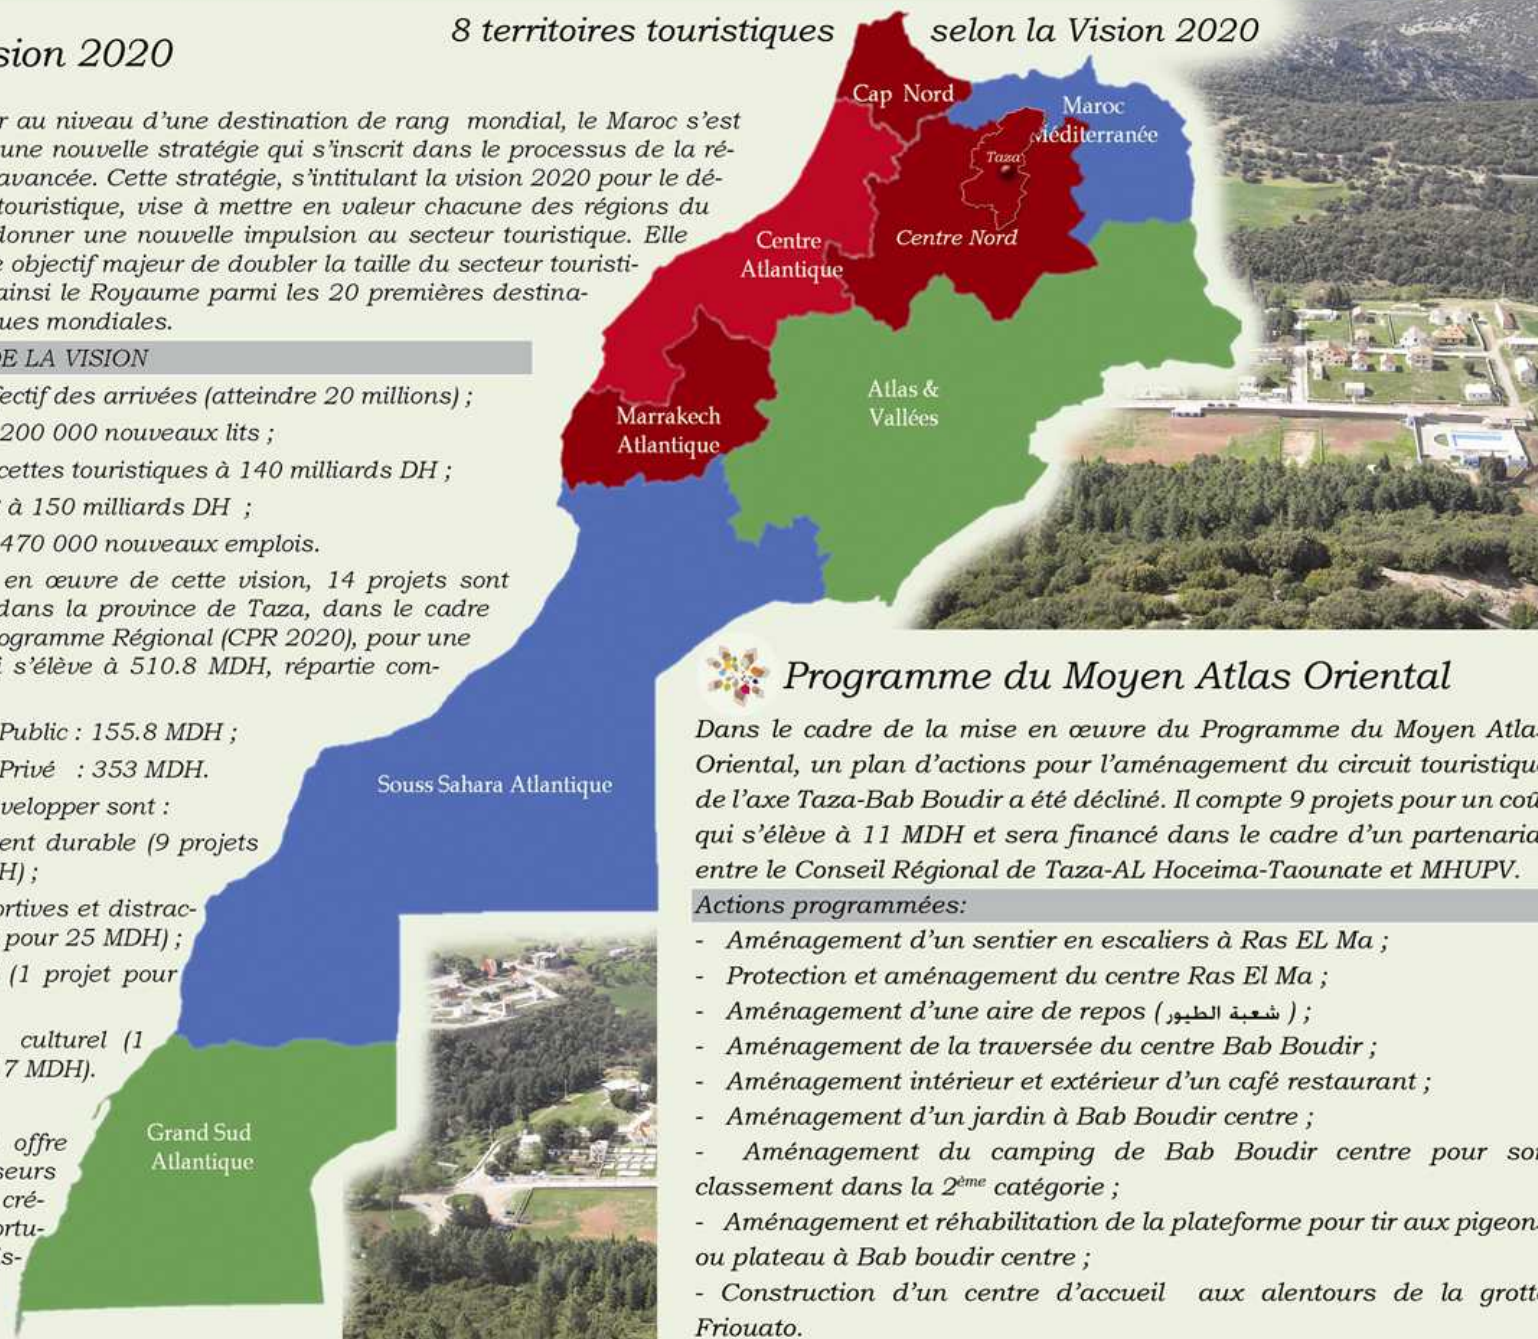 8 territoires touristiques selon la Vision 2020
sion 2020
r au niveau d'une destination de rang mondial, le Maroc s'est
une nouvelle stratégie qui s'inscrit dans le processus de la ré-
avancée. Cette stratégie, s'intitulant la vision 2020 pour le dé-
touristique, vise à mettre en valeur chacune des régions du
donner une nouvelle impulsion au secteur touristique. Elle
e objectif majeur de doubler la taille du secteur touristi-
ainsi le Royaume parmi les 20 premières destina-
ues mondiales.
E LA VISION
fectif des arrivées (atteindre 20 millions) ;
200 000 nouveaux lits ;
cettes touristiques à 140 milliards DH ;
à 150 milliards DH ;
470 000 nouveaux emplois.
en œuvre de cette vision, 14 projets sont
dans la province de Taza, dans le cadre
ogramme Régional (CPR 2020), pour une
i s'élève à 510.8 MDH, répartie com-
Public : 155.8 MDH ;
Privé : 353 MDH.
velopper sont :
ent durable (9 projets
H) ;
ortives et distrac-
pour 25 MDH) ;
(1 projet pour
culturel (1
7 MDH).
offre
seurs
cré-
ortu-
is-
Cap Nord
Maroc
Méditerranée
Taza
Centre Nord
Centre
Atlantique
Marrakech
Atlantique
Atlas &
Vallées
Souss Sahara Atlantique
Grand Sud
Atlantique
Programme du Moyen Atlas Oriental
Dans le cadre de la mise en œuvre du Programme du Moyen Atlas
Oriental, un plan d'actions pour l'aménagement du circuit touristique
de l'axe Taza-Bab Boudir a été décliné. Il compte 9 projets pour un coû
qui s'élève à 11 MDH et sera financé dans le cadre d'un partenaria
entre le Conseil Régional de Taza-AL Hoceima-Taounate et MHUPV.
Actions programmées:
- Aménagement d'un sentier en escaliers à Ras EL Ma ;
- Protection et aménagement du centre Ras El Ma ;
- Aménagement d'une aire de repos (شعبة الطيور ) ;
- Aménagement de la traversée du centre Bab Boudir ;
- Aménagement intérieur et extérieur d'un café restaurant ;
- Aménagement d'un jardin à Bab Boudir centre ;
- Aménagement du camping de Bab Boudir centre pour son
classement dans la 2ème catégorie ;
- Aménagement et réhabilitation de la plateforme pour tir aux pigeon
ou plateau à Bab boudir centre ;
- Construction d'un centre d'accueil aux alentours de la grotte
Friouato.